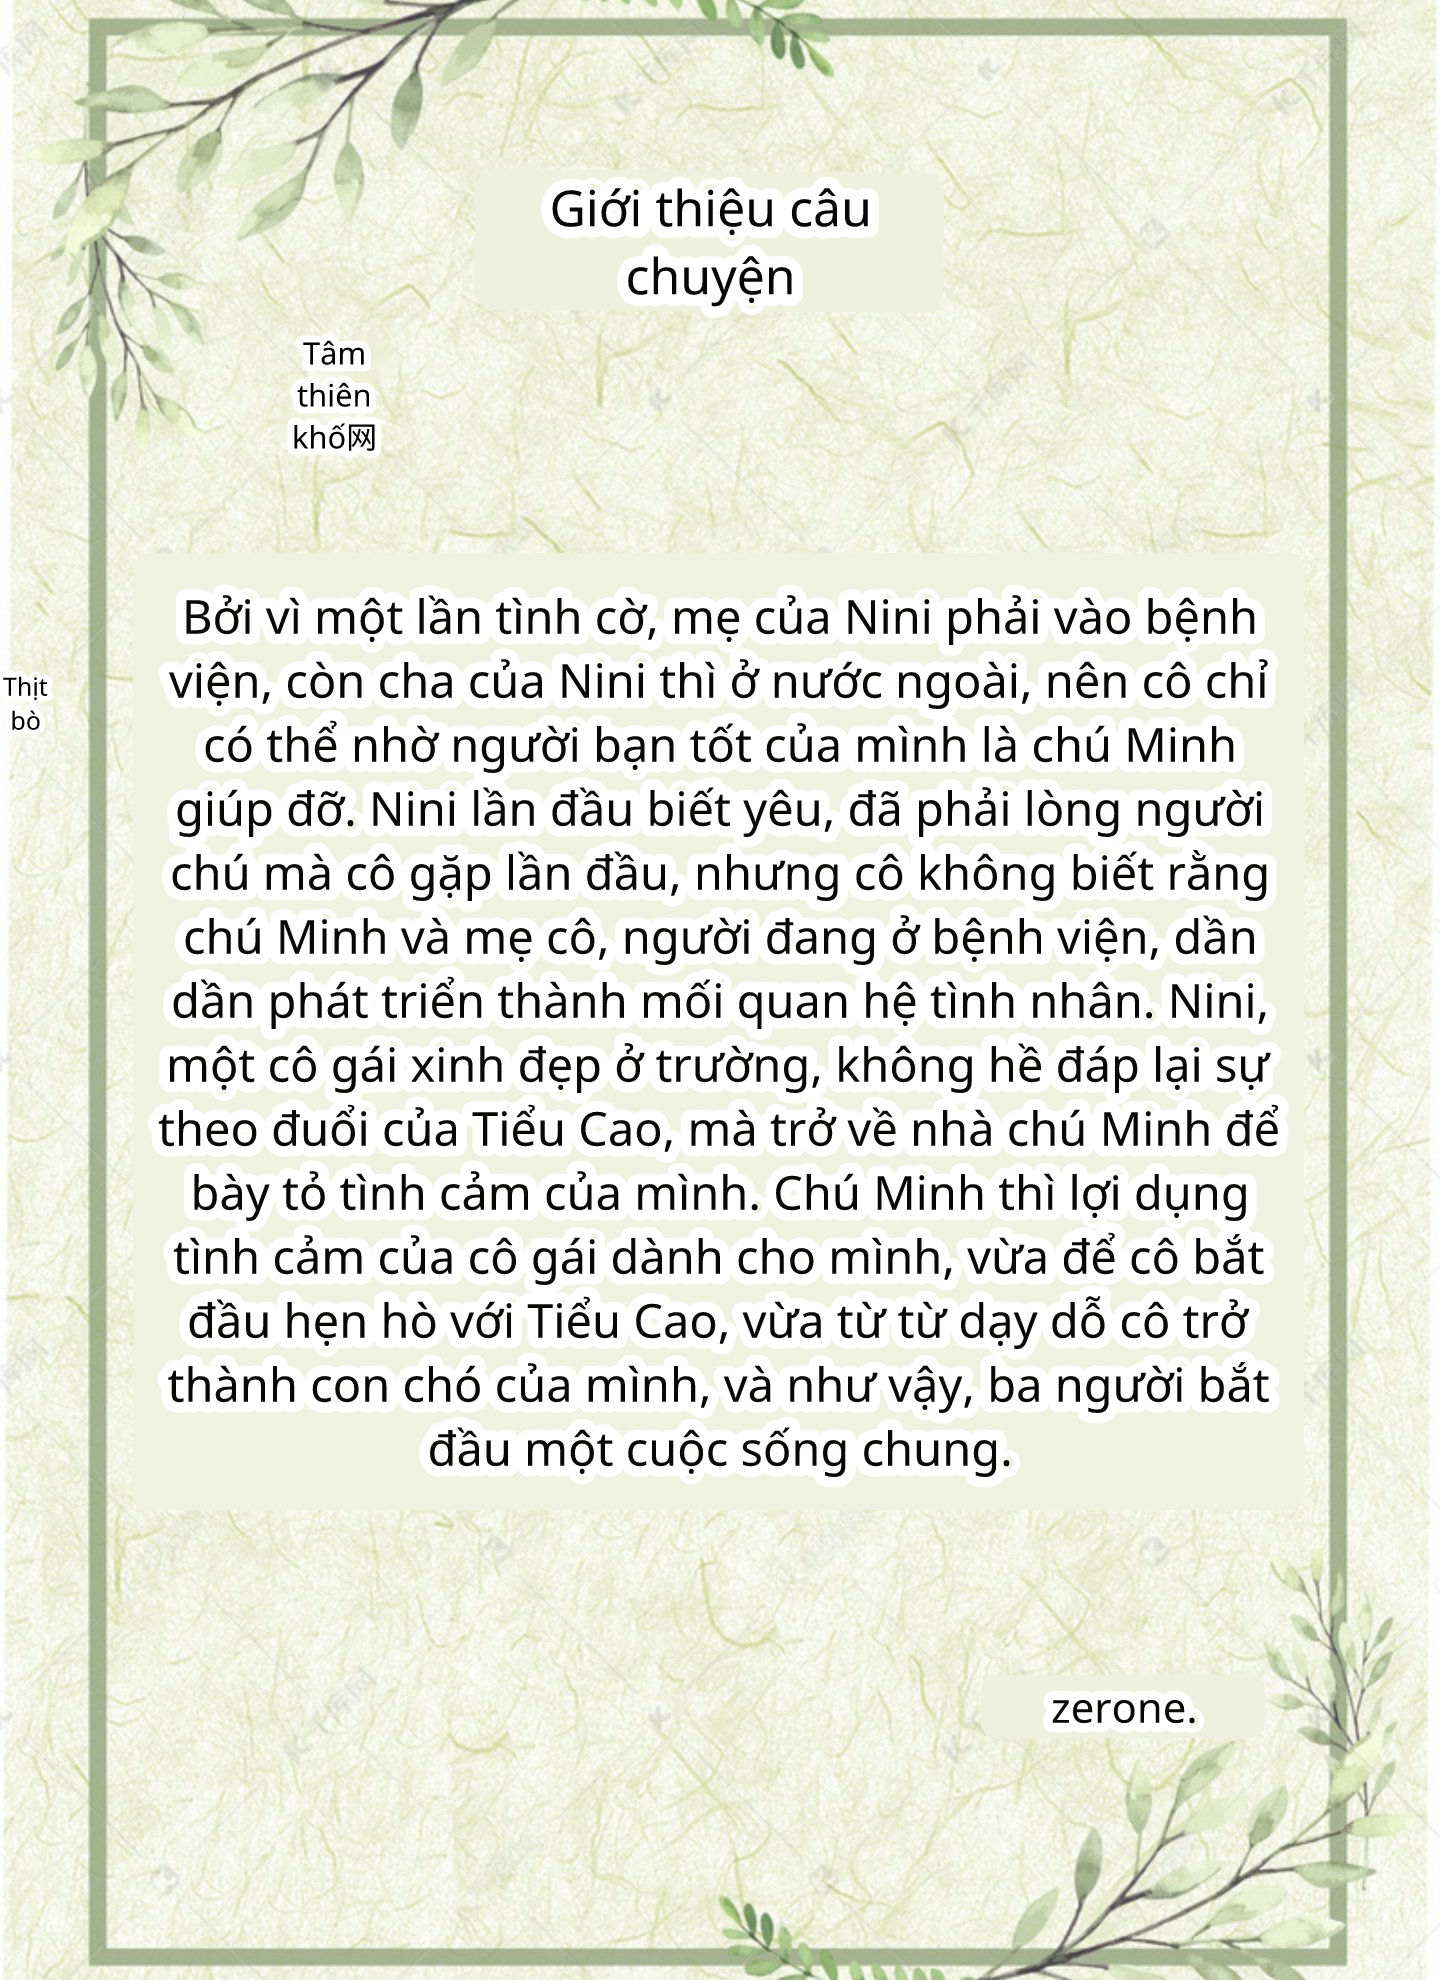 Giới thiệu câu
chuyện
Tâm
thiên
khố网
Bởi vì một lần tình cờ, mẹ của Nini phải vào bệnh
viện, còn cha của Nini thì ở nước ngoài, nên cô chỉ
có thể nhờ người bạn tốt của mình là chú Minh
giúp đỡ. Nini lần đầu biết yêu, đã phải lòng người
chú mà cô gặp lần đầu, nhưng cô không biết rằng
chú Minh và mẹ cô, người đang ở bệnh viện, dần
dần phát triển thành mối quan hệ tình nhân. Nini,
một cô gái xinh đẹp ở trường, không hề đáp lại sự
theo đuổi của Tiểu Cao, mà trở về nhà chú Minh để
bày tỏ tình cảm của mình. Chú Minh thì lợi dụng
tình cảm của cô gái dành cho mình, vừa để cô bắt
đầu hẹn hò với Tiểu Cao, vừa từ từ dạy dỗ cô trở
thành con chó của mình, và như vậy, ba người bắt
đầu một cuộc sống chung.
Thịt
bò
zerone.